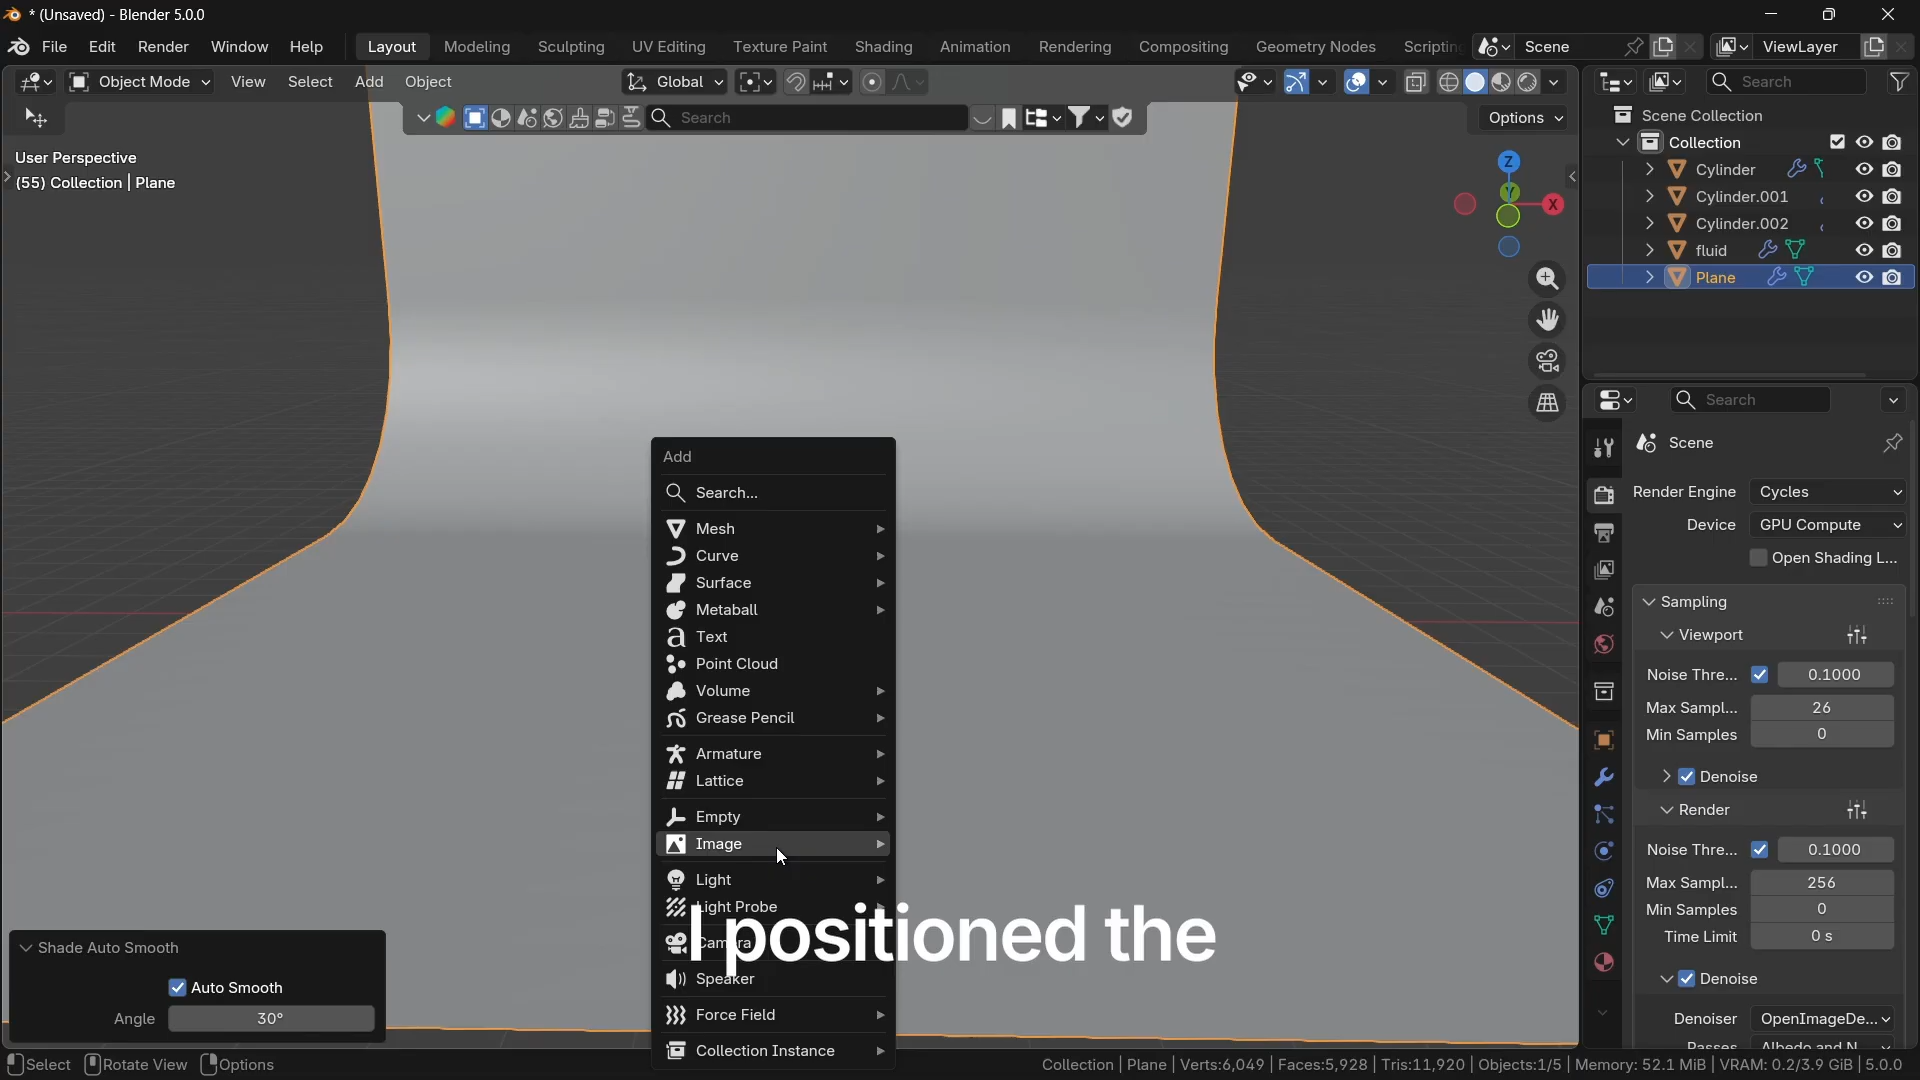 * (Unsaved) - Blender 5.0.0
File Edit Render Window Help Layout Modeling Sculpting UV Editing Texture Paint Shading Animation Rendering Compositing Geometry Nodes Scripting Scene ViewLayer
Object Mode View Select Add Object Global Search
Search Options
User Perspective
(55) Collection | Plane
Z
Y
X
Scene Collection
Collection
Cylinder
Cylinder.001
Cylinder.002
fluid
Plane
Search
Scene
Render Engine Cycles
Device GPU Compute
Open Shading L...
Sampling
Viewport
Noise Thre... 0.1000
Max Sampl... 26
Min Samples 0
Denoise
Render
Noise Thre... 0.1000
Max Sampl... 256
Min Samples 0
Time Limit 0 s
Denoise
Denoiser OpenImageDe...
Passes Albedo and N...
Add
Search...
Mesh
Curve
Surface
Metaball
Text
Point Cloud
Volume
Grease Pencil
Armature
Lattice
Empty
Image
Light
Light Probe
Camera
Speaker
Force Field
Collection Instance
I positioned the
Shade Auto Smooth
Auto Smooth
Angle 30°
Select Rotate View Options
Collection | Plane | Verts:6,049 | Faces:5,928 | Tris:11,920 | Objects:1/5 | Memory: 52.1 MiB | VRAM: 0.2/3.9 GiB | 5.0.0